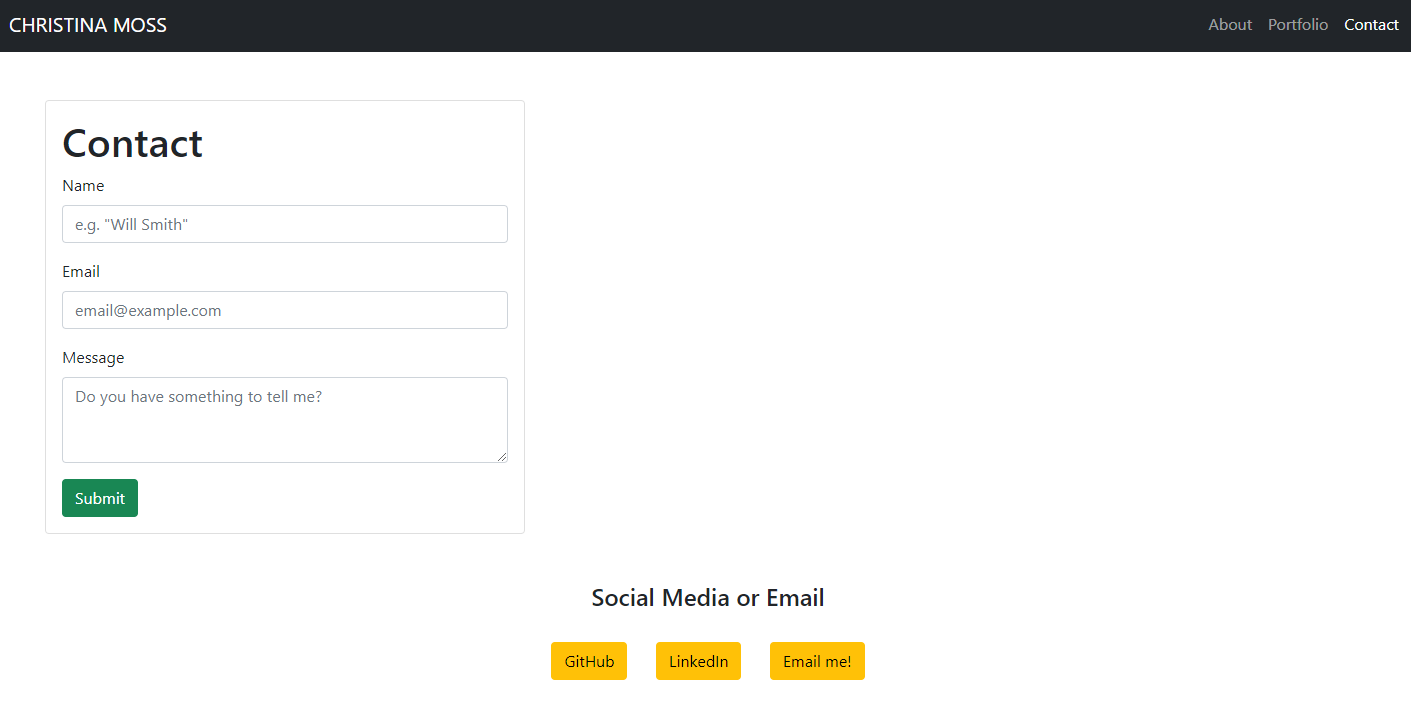 CHRISTINA MOSS About Portfolio Contact
Contact
Name
e.g. "Will Smith"
Email
email@example.com
Message
Do you have something to tell me?
Submit
Social Media or Email
GitHub LinkedIn Email me!